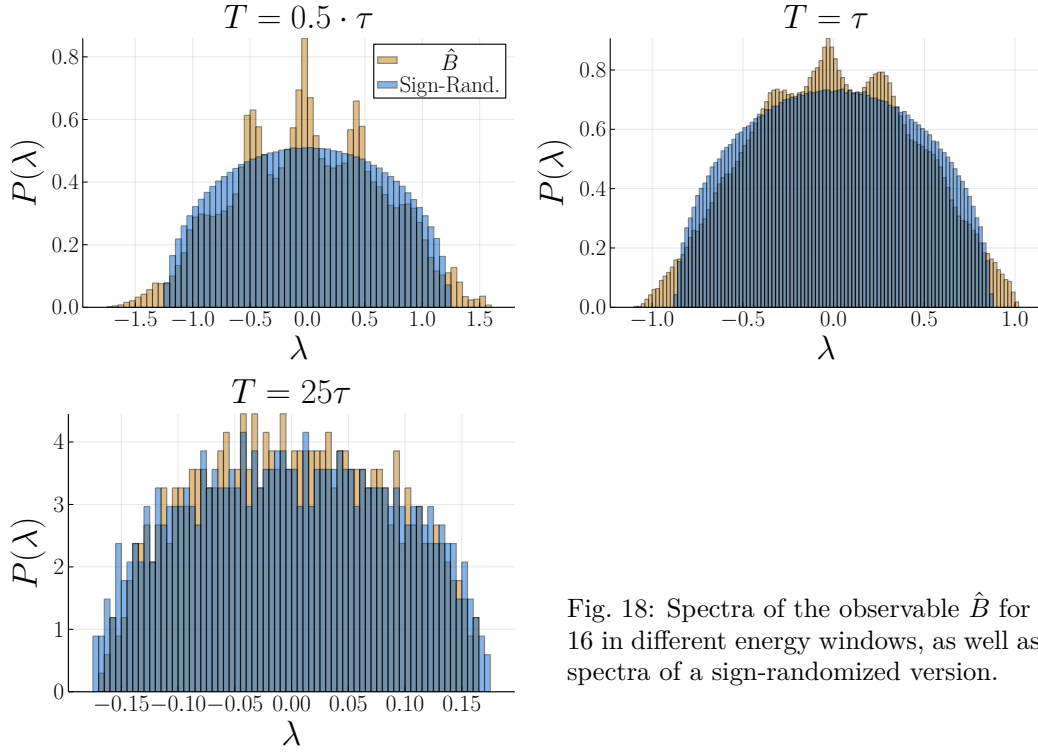 T = 0.5 · τ
P(λ)
0.8
0.6
0.4
0.2
0.0
B̂
Sign-Rand.
−1.5 −1.0 −0.5 0.0 0.5 1.0 1.5
λ
T = τ
P(λ)
0.8
0.6
0.4
0.2
0.0
−1.0 −0.5 0.0 0.5 1.0
λ
T = 25τ
P(λ)
4
3
2
1
0
−0.15 −0.10 −0.05 0.00 0.05 0.10 0.15
λ
Fig. 18: Spectra of the observable B̂ for
16 in different energy windows, as well as
spectra of a sign-randomized version.